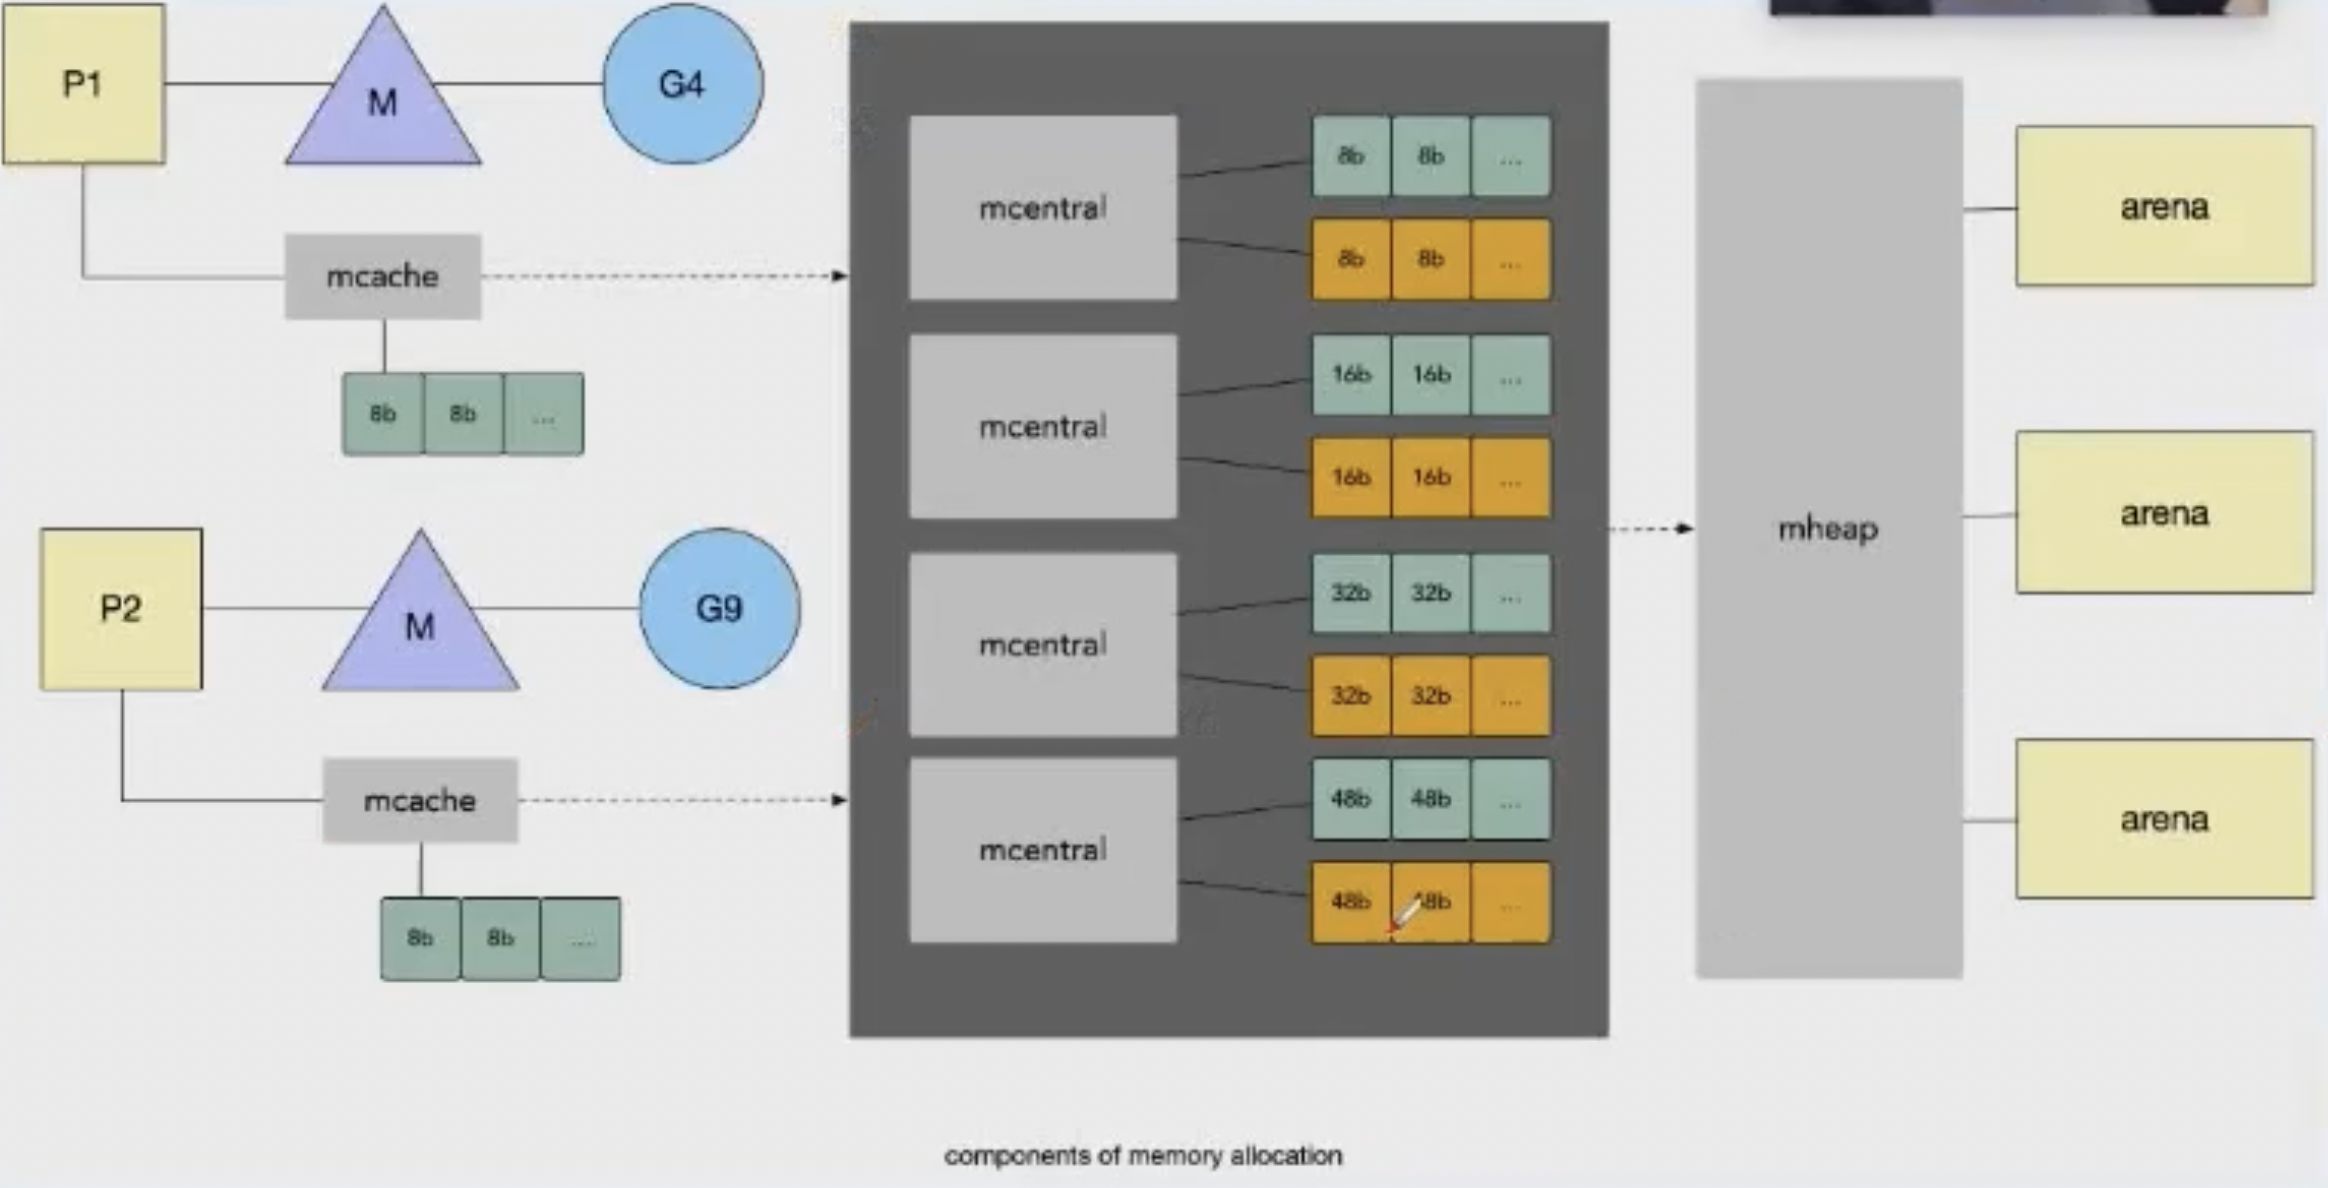 P1
M
G4
mcache
8b 8b ...
P2
M
G9
mcache
8b 8b ....
mcentral
8b 8b ...
8b 8b ...
mcentral
16b 16b ...
16b 16b ...
mcentral
32b 32b ...
32b 32b ...
mcentral
48b 48b ...
48b 48b ...
mheap
arena
arena
arena
components of memory allocation